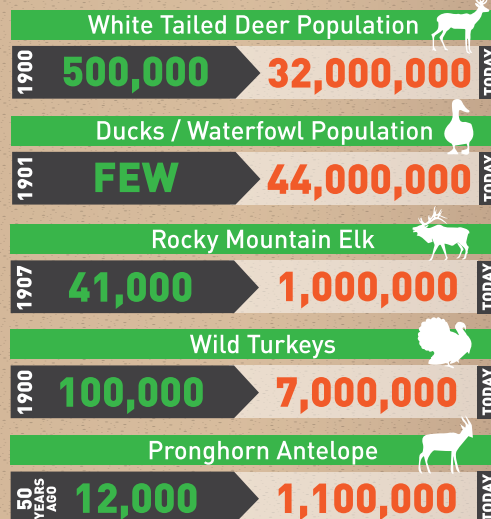 White Tailed Deer Population
1900 500,000 32,000,000 TODAY
Ducks / Waterfowl Population
1901 FEW 44,000,000 TODAY
Rocky Mountain Elk
1907 41,000 1,000,000 TODAY
Wild Turkeys
1900 100,000 7,000,000 TODAY
Pronghorn Antelope
50 YEARS AGO 12,000 1,100,000 TODAY